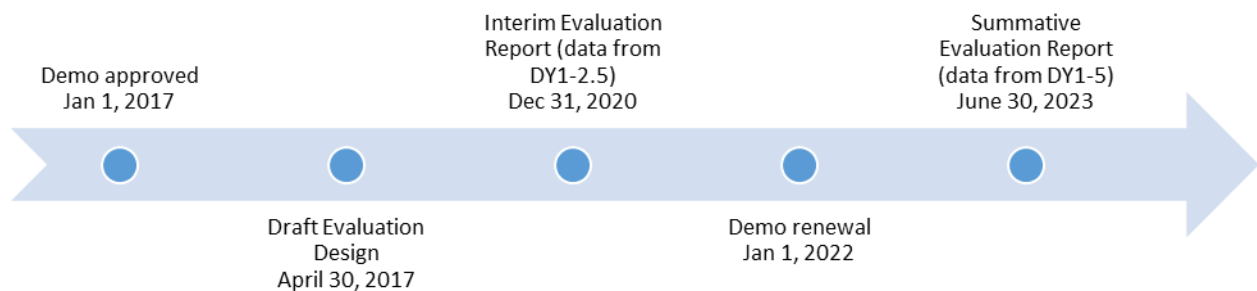 Demo approved
Jan 1, 2017
Draft Evaluation
Design
April 30, 2017
Interim Evaluation
Report (data from
DY1-2.5)
Dec 31, 2020
Demo renewal
Jan 1, 2022
Summative
Evaluation Report
(data from DY1-5)
June 30, 2023